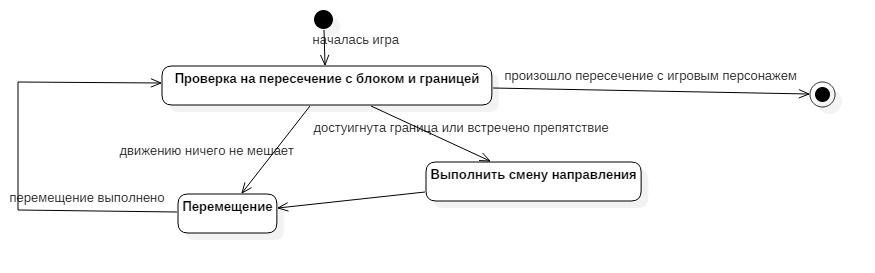 началась игра
Проверка на пересечение с блоком и границей
произошло пересечение с игровым персонажем
достуигнута граница или встречено препятствие
движению ничего не мешает
Выполнить смену направления
перемещение выполнено
Перемещение